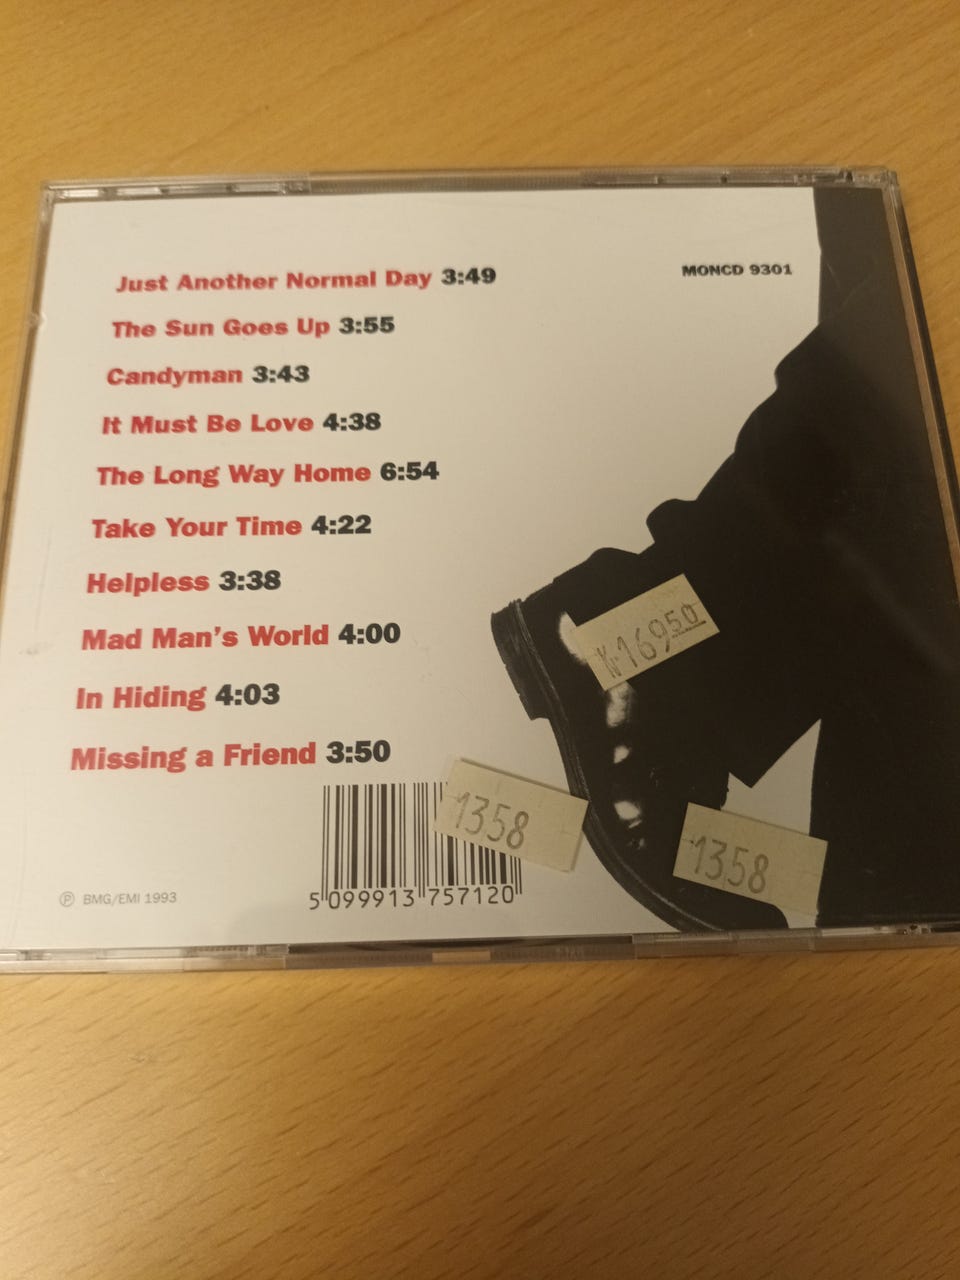 Just Another Normal Day 3:49
MONCD 9301
The Sun Goes Up 3:55
Candyman 3:43
It Must Be Love 4:38
The Long Way Home 6:54
Take Your Time 4:22
Helpless 3:38
Mad Man's World 4:00
In Hiding 4:03
Missing a Friend 3:50
169 50
1358
1358
℗ BMG/EMI 1993
5 099913 757120